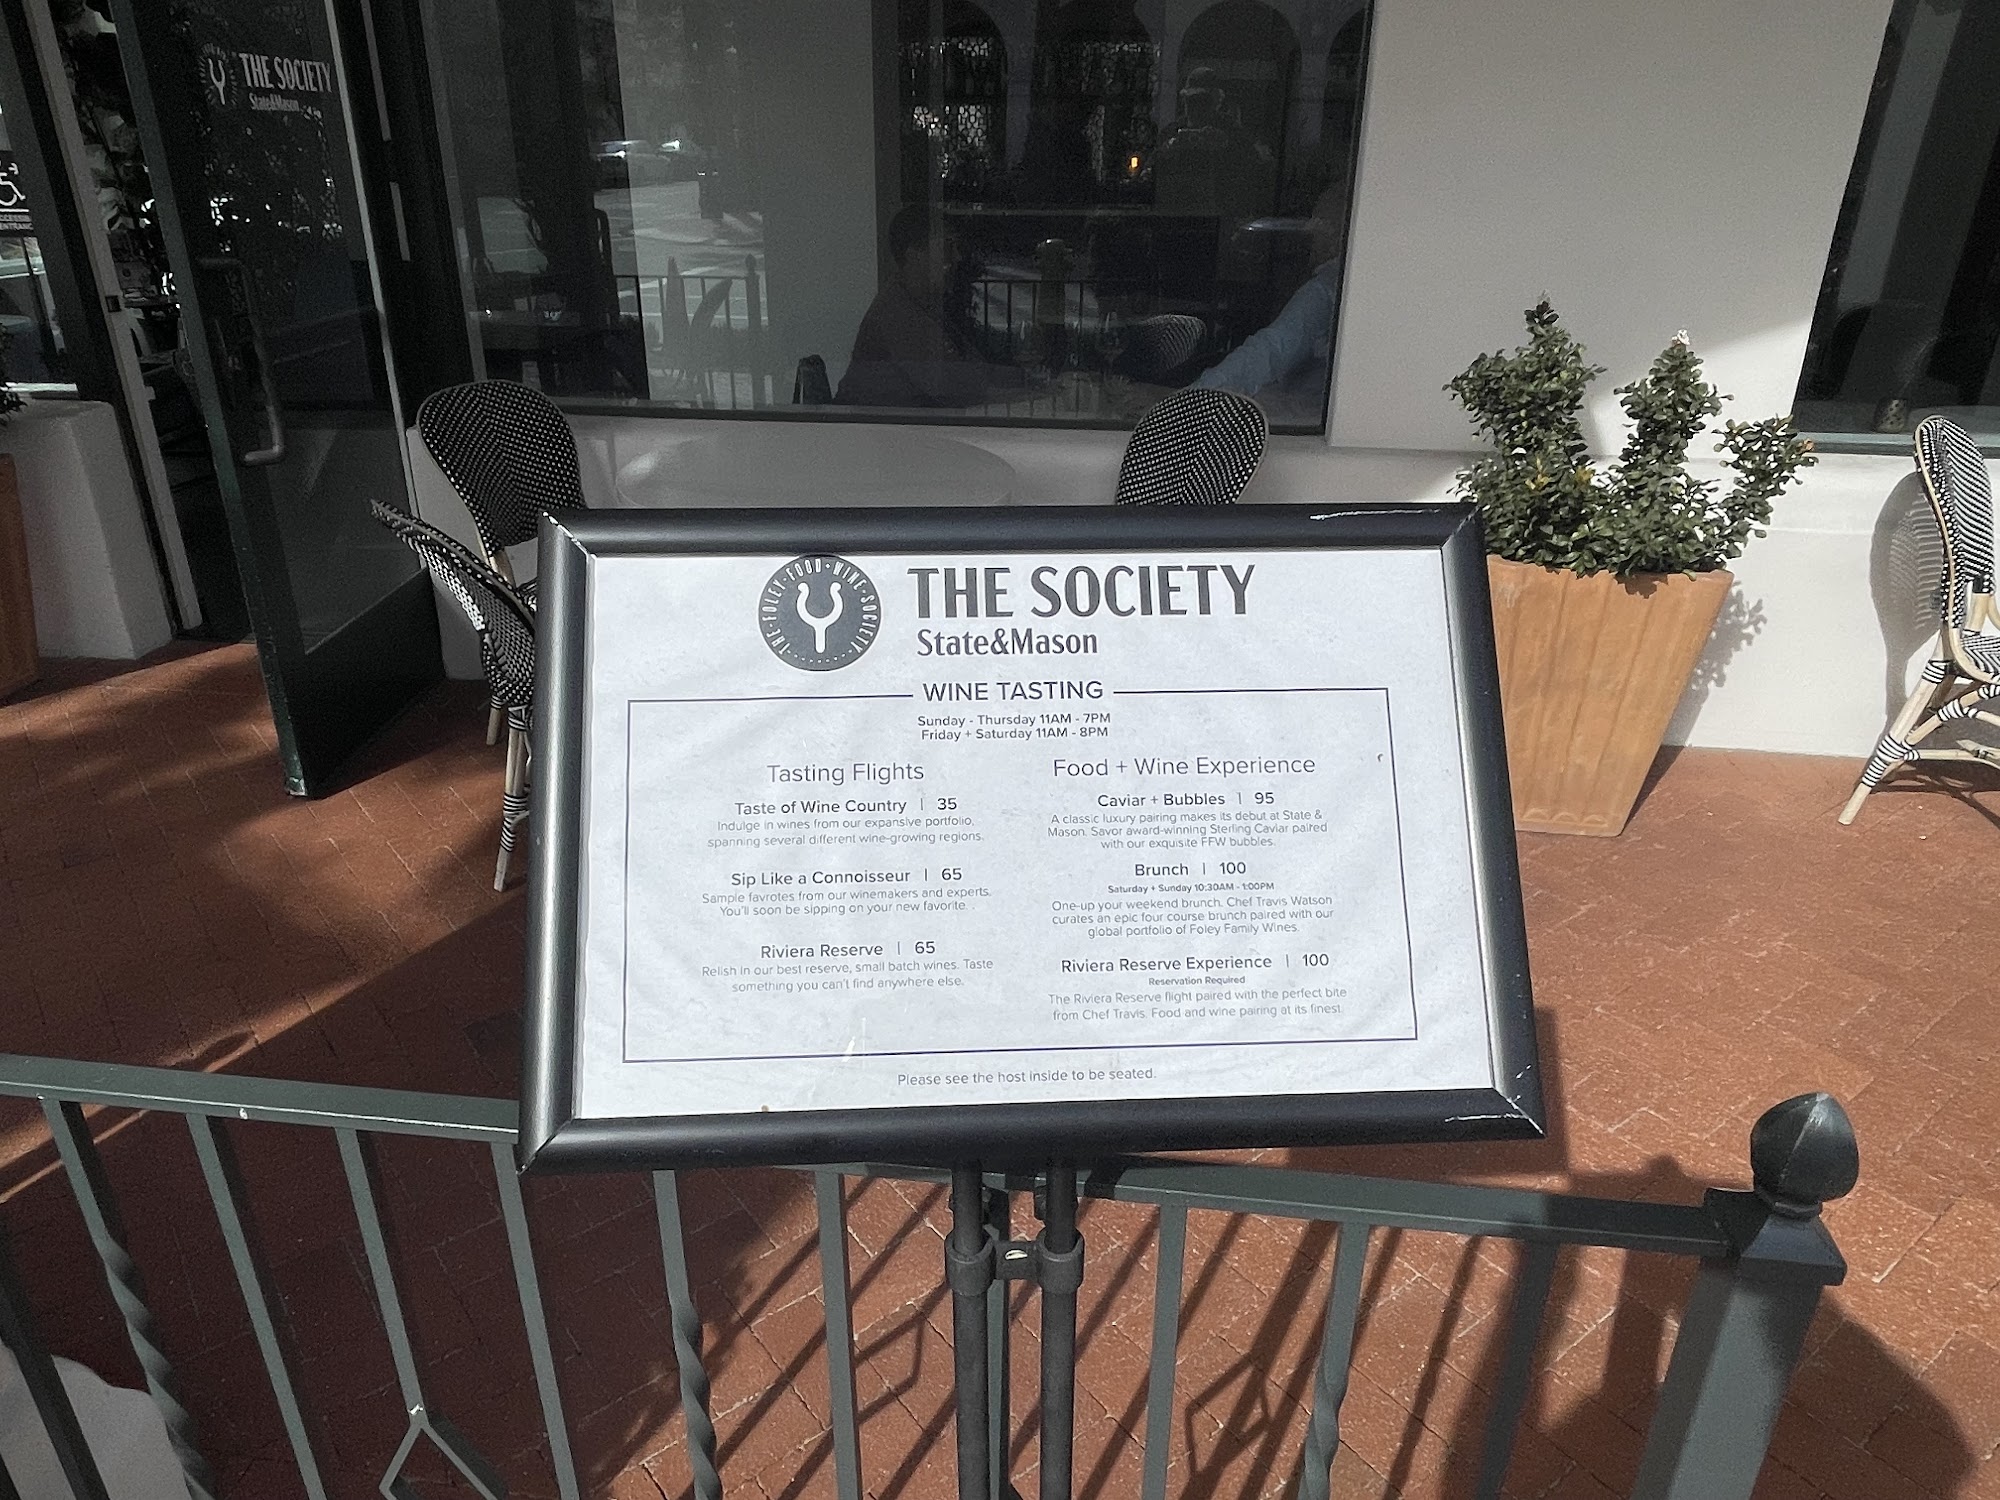 THE SOCIETY
State&Mason
THE · FOLEY · FOOD · WINE · SOCIETY
THE SOCIETY
State&Mason
WINE TASTING
Sunday - Thursday 11AM - 7PM
Friday + Saturday 11AM - 8PM
Tasting Flights
Taste of Wine Country | 35
Indulge in wines from our expansive portfolio,
spanning several different wine-growing regions.
Sip Like a Connoisseur | 65
Sample favrotes from our winemakers and experts.
You'll soon be sipping on your new favorite. .
Riviera Reserve | 65
Relish in our best reserve, small batch wines. Taste
something you can't find anywhere else.
Food + Wine Experience
Caviar + Bubbles | 95
A classic luxury pairing makes its debut at State &
Mason. Savor award-winning Sterling Caviar paired
with our exquisite FFW bubbles.
Brunch | 100
Saturday + Sunday 10:30AM - 1:00PM
One-up your weekend brunch. Chef Travis Watson
curates an epic four course brunch paired with our
global portfolio of Foley Family Wines.
Riviera Reserve Experience | 100
Reservation Required
The Riviera Reserve flight paired with the perfect bite
from Chef Travis. Food and wine pairing at its finest.
Please see the host inside to be seated.